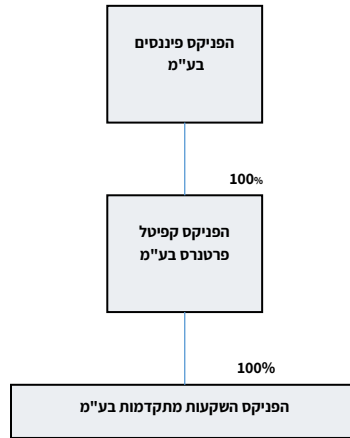 הפניקס פיננסים
בע"מ
100%
הפניקס קפיטל
פרטנרס בע"מ
100%
הפניקס השקעות מתקדמות בע"מ